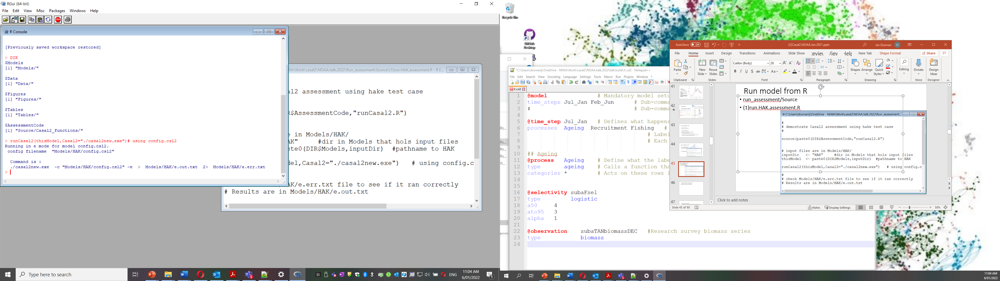 RGui (64-bit)
File Edit View Misc Packages Windows Help
R Console
[Previously saved workspace restored]
> DIR
$Models
[1] "Models/"
$Data
[1] "Data/"
$Figures
[1] "Figures/"
$Tables
[1] "Tables/"
$AssessmentCode
[1] "Source/Casal2_functions/"
> runCasal2(thisModel,Casal2="./casal2new.exe")# using config.csl2
Running in e mode for model config.csl2.
config filename "Models/HAK/config.csl2"
Command is :
./casal2new.exe -c "Models/HAK/config.csl2" -e > Models/HAK/e.out.txt 2> Models/HAK/e.err.txt
>
WA\Work\casal2\NOAA.talk.2022\Run_assessment\Source\(1)run.HAK.assessment.R - R E...
al2 assessment using hake test case
R$AssessmentCode,"runCasal2.R")
e in Models/HAK/
AK" #dir in Models that hols input files
aste0(DIR$Models,inputDir) #pathname to HAK
del,Casal2="./casal2new.exe") # using config.c
AK/e.err.txt file to see if it ran correctly
# Results are in Models/HAK/e.out.txt
Type here to search
ENG
11:04 AM
6/01/2022
Recycle Bin
GitHub
Desktop
Po...
Po...
Po...
Po...
fi...
*C:\Users\doonanij\OneDrive - NIWA\Work\casal2\NOAA.talk.2022\talk.build\X.csl2 - Notepad++
File Edit Search View Encoding Language Settings Tools Macro Run Plugins Window ?
X.csl2
1 @model # Mandatory model setu
2 time_steps Jul_Jan Feb_Jun # Sub-comma
3 # Sub-comma
4
5 @time_step Jul_Jan # Defines what happens
6 processes Ageing Recruitment Fishing #
7 # Label
8 # Each
9
10 ## Ageing
11 @process Ageing # Define what the labe
12 type ageing # Calls a function tha
13 categories * # Acts on these rows i
14
15
16 @selectivity subaFsel
17 type logistic
18 a50 4
19 ato95 3
20 alpha 1
21
22 @observation subaTANbiomassDEC #Research survey biomass series
23 type biomass
24
AutoSave Off (2)Casal2.NOAA.Jan.2021.pptx Ian Doonan ID
File Home Insert Design Transitions Animations Slide Show Review View Help New Tab Shape Format Share
Paste New Slide Reuse Slides Calibri (Body) 28 Shapes Arrange Quick Styles Editing Dictate Design Ideas
Clipboard Slides Font Paragraph Drawing Voice Designer
41
42
43
44
45
46
47
Run model from R
• run_assessment/Source
• (1)run.HAK.assessment.R
C:\Users\doonanij\OneDrive - NIWA\Work\casal2\NOAA.talk.2022\Run_assessment...
#
# demostrate Casal2 assessment using hake test case
#
source(paste0(DIR$AssessmentCode,"runCasal2.R")
# input files are in Models/HAK/
inputDir <- "HAK" #dir in Models that hols input files
thisModel <- paste0(DIR$Models,inputDir) #pathname to HAK
runCasal2(thisModel,Casal2="./casal2new.exe") # using config.c
#
# check Models/HAK/e.err.txt file to see if it ran correctly
# Results are in Models/HAK/e.out.txt
Click to add notes
Slide 45 of 90 Notes Display Settings 58%
11:04 AM
6/01/2022